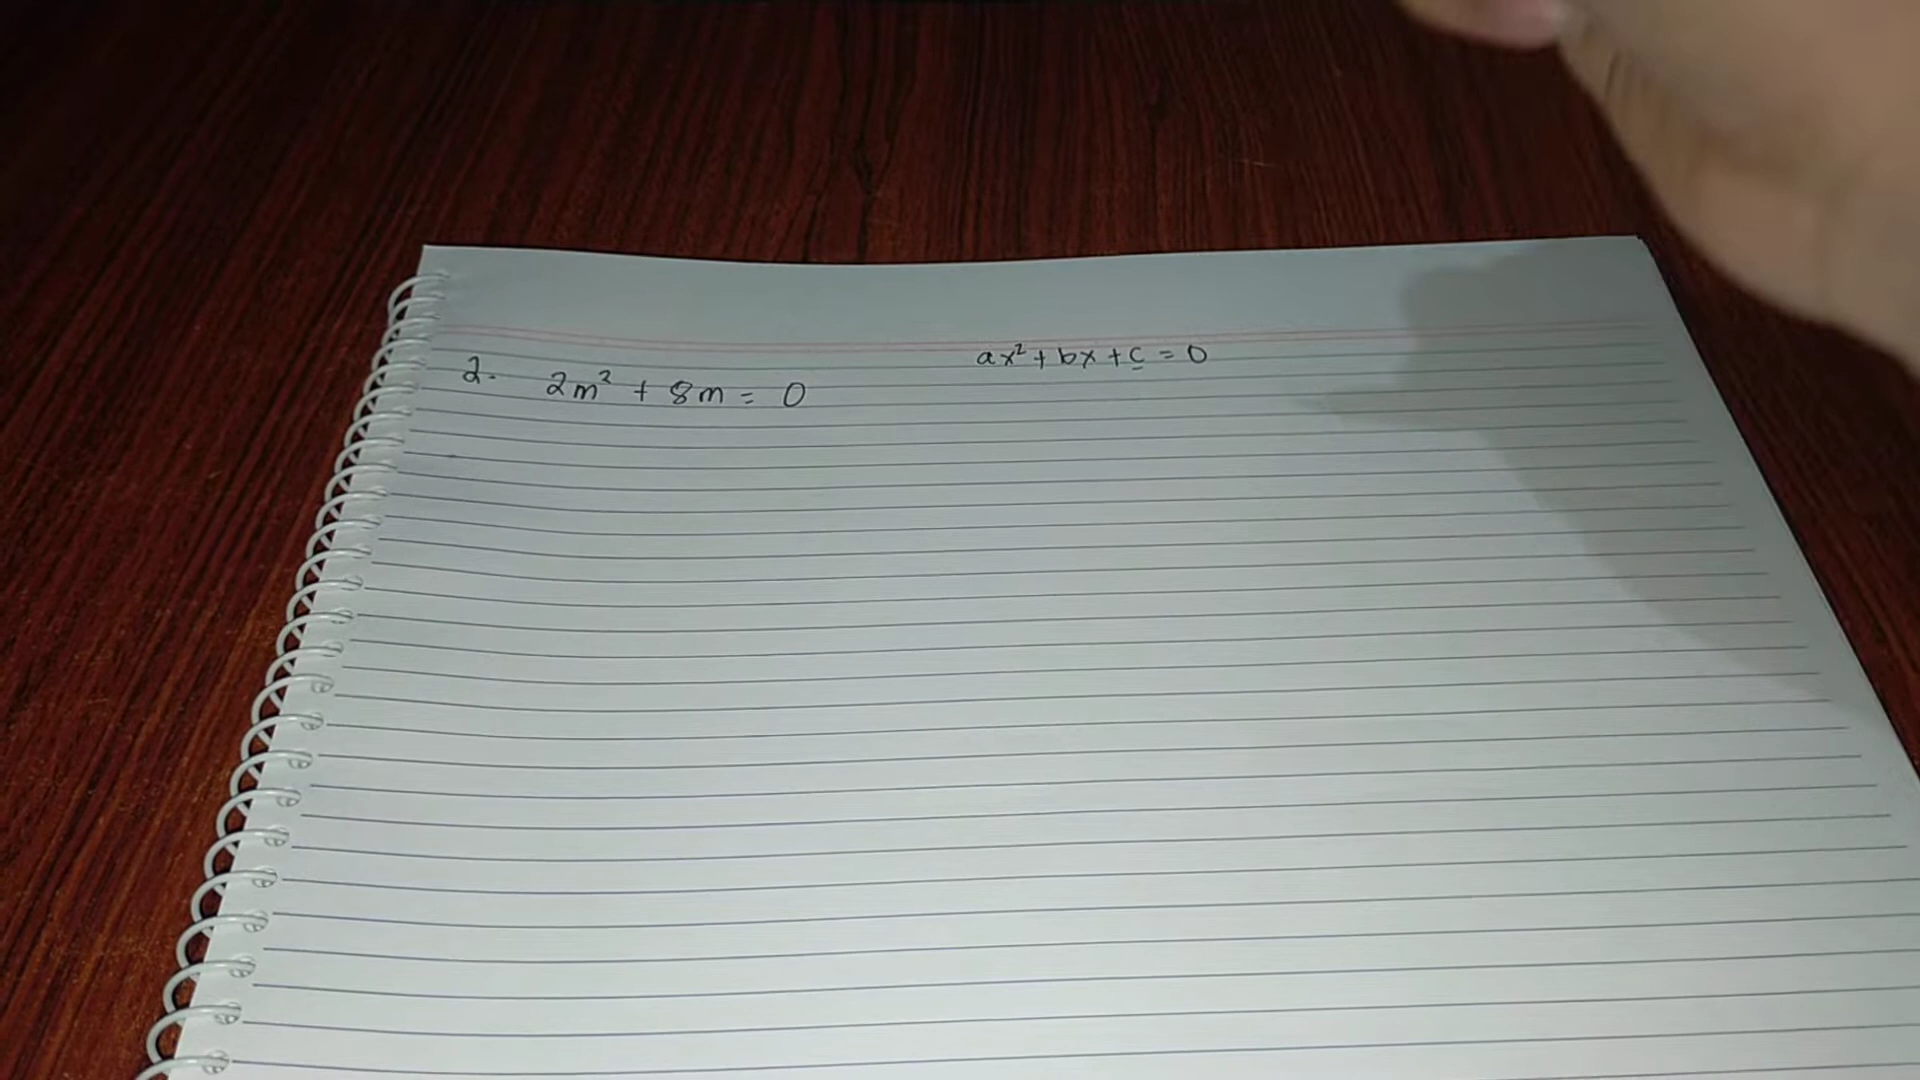 2. 2m² + 8m = 0
ax² + bx + c = 0